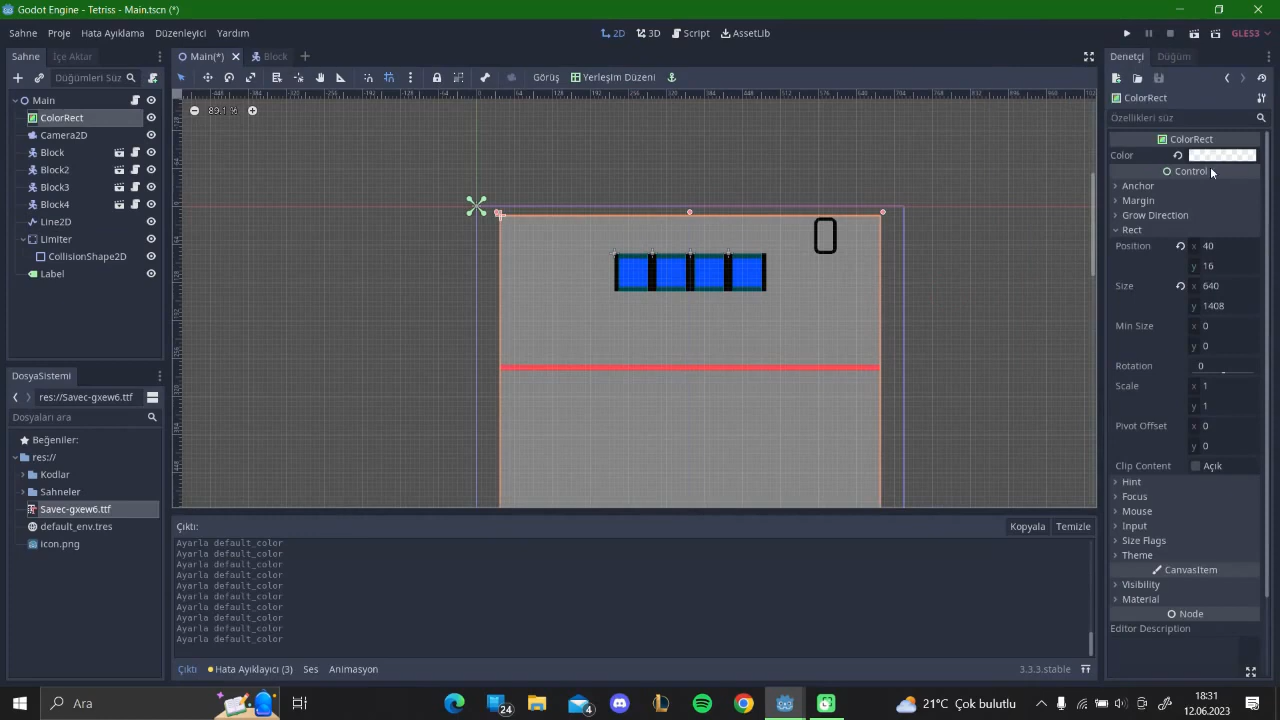 Godot Engine - Tetriss - Main.tscn (*)
Sahne Proje Hata Ayıklama Düzenleyici Yardım
2D 3D Script AssetLib
GLES3
Sahne İçe Aktar
Düğümleri Süz
Main
ColorRect
Camera2D
Block
Block2
Block3
Block4
Line2D
Limiter
CollisionShape2D
Label
DosyaSistemi
res://Savec-gxew6.ttf
Dosyaları ara
Beğeniler:
res://
Kodlar
Sahneler
Savec-gxew6.ttf
default_env.tres
icon.png
Main(*) Block
Görüş Yerleşim Düzeni
89.1 %
0
Çıktı: Kopyala Temizle
Ayarla default_color
Ayarla default_color
Ayarla default_color
Ayarla default_color
Ayarla default_color
Ayarla default_color
Ayarla default_color
Ayarla default_color
Ayarla default_color
Ayarla default_color
Çıktı Hata Ayıklayıcı (3) Ses Animasyon
3.3.3.stable
Denetçi Düğüm
ColorRect
Özellikleri süz
ColorRect
Color
Control
Anchor
Margin
Grow Direction
Rect
Position x 40
y 16
Size x 640
y 1408
Min Size x 0
y 0
Rotation 0
Scale x 1
y 1
Pivot Offset x 0
y 0
Clip Content Açık
Hint
Focus
Mouse
Input
Size Flags
Theme
CanvasItem
Visibility
Material
Node
Editor Description
Ara
24
4
21°C Çok bulutlu
18:31
12.06.2023